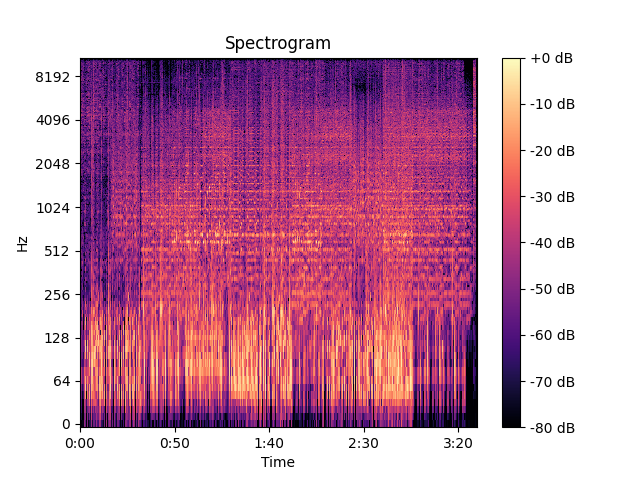 Spectrogram
Hz
8192
4096
2048
1024
512
256
128
64
0
0:00 0:50 1:40 2:30 3:20
Time
+0 dB
-10 dB
-20 dB
-30 dB
-40 dB
-50 dB
-60 dB
-70 dB
-80 dB